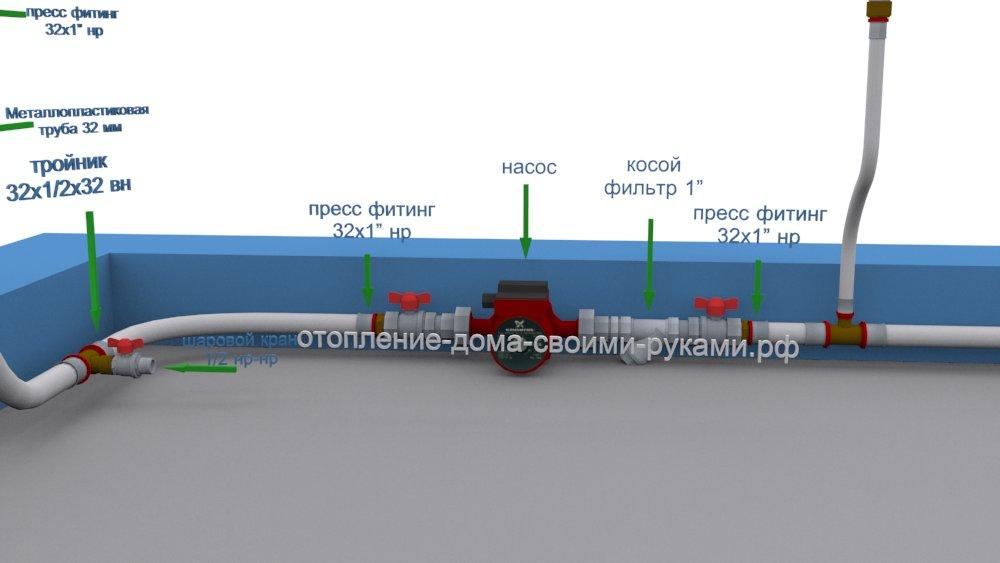 пресс фитинг
32х1" нр
Металлопластиковая
труба 32 мм
тройник
32х1/2х32 вн
пресс фитинг
32х1” нр
насос
косой
фильтр 1”
пресс фитинг
32х1” нр
шаровой кран
1/2 нр-нр
отопление-дома-своими-руками.рф
GRUNDFOS